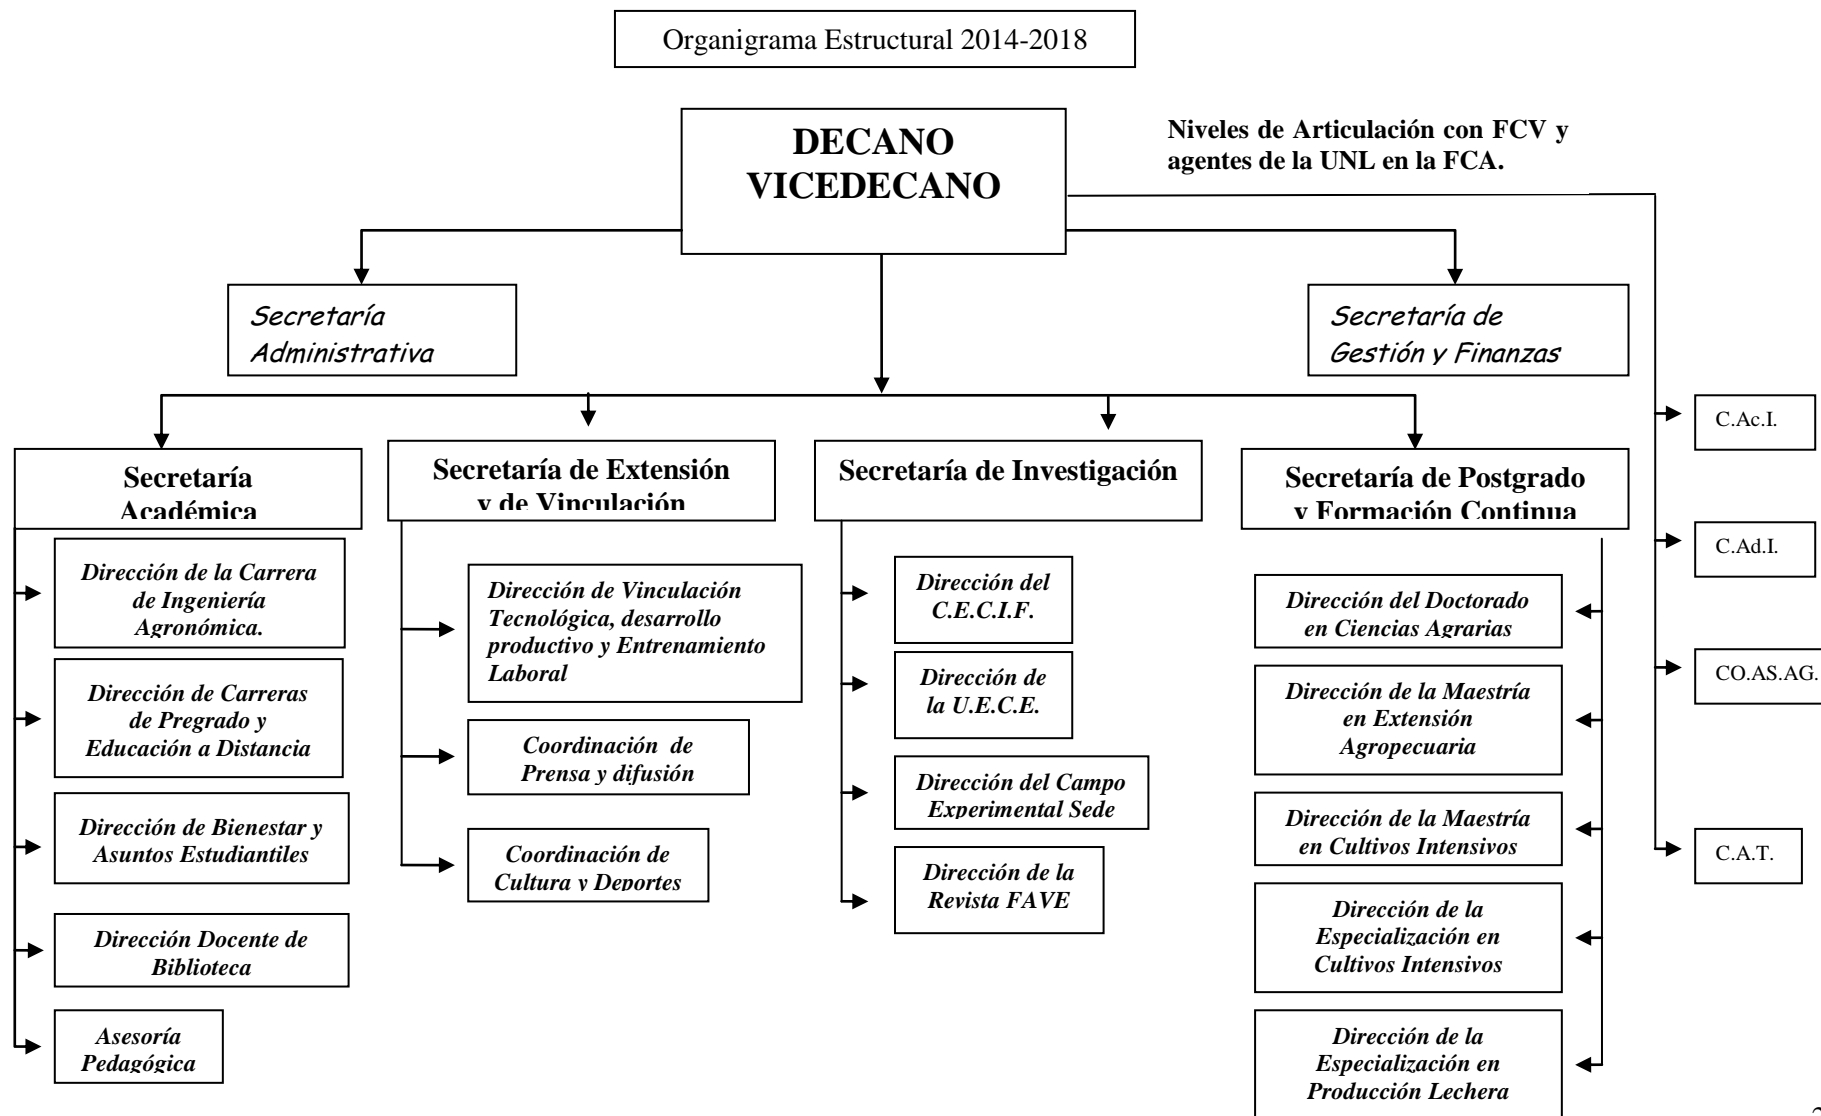 Organigrama Estructural 2014-2018
DECANO
VICEDECANO
Niveles de Articulación con FCV y
agentes de la UNL en la FCA.
Secretaría
Administrativa
Secretaría de
Gestión y Finanzas
Secretaría
Académica
Dirección de la Carrera
de Ingeniería
Agronómica.
Dirección de Carreras
de Pregrado y
Educación a Distancia
Dirección de Bienestar y
Asuntos Estudiantiles
Dirección Docente de
Biblioteca
Asesoría
Pedagógica
Secretaría de Extensión
y de Vinculación
Dirección de Vinculación
Tecnológica, desarrollo
productivo y Entrenamiento
Laboral
Coordinación de
Prensa y difusión
Coordinación de
Cultura y Deportes
Secretaría de Investigación
Dirección del
C.E.C.I.F.
Dirección de
la U.E.C.E.
Dirección del Campo
Experimental Sede
Dirección de la
Revista FAVE
Secretaría de Postgrado
y Formación Continua
Dirección del Doctorado
en Ciencias Agrarias
Dirección de la Maestría
en Extensión
Agropecuaria
Dirección de la Maestría
en Cultivos Intensivos
Dirección de la
Especialización en
Cultivos Intensivos
Dirección de la
Especialización en
Producción Lechera
C.Ac.I.
C.Ad.I.
CO.AS.AG.
C.A.T.